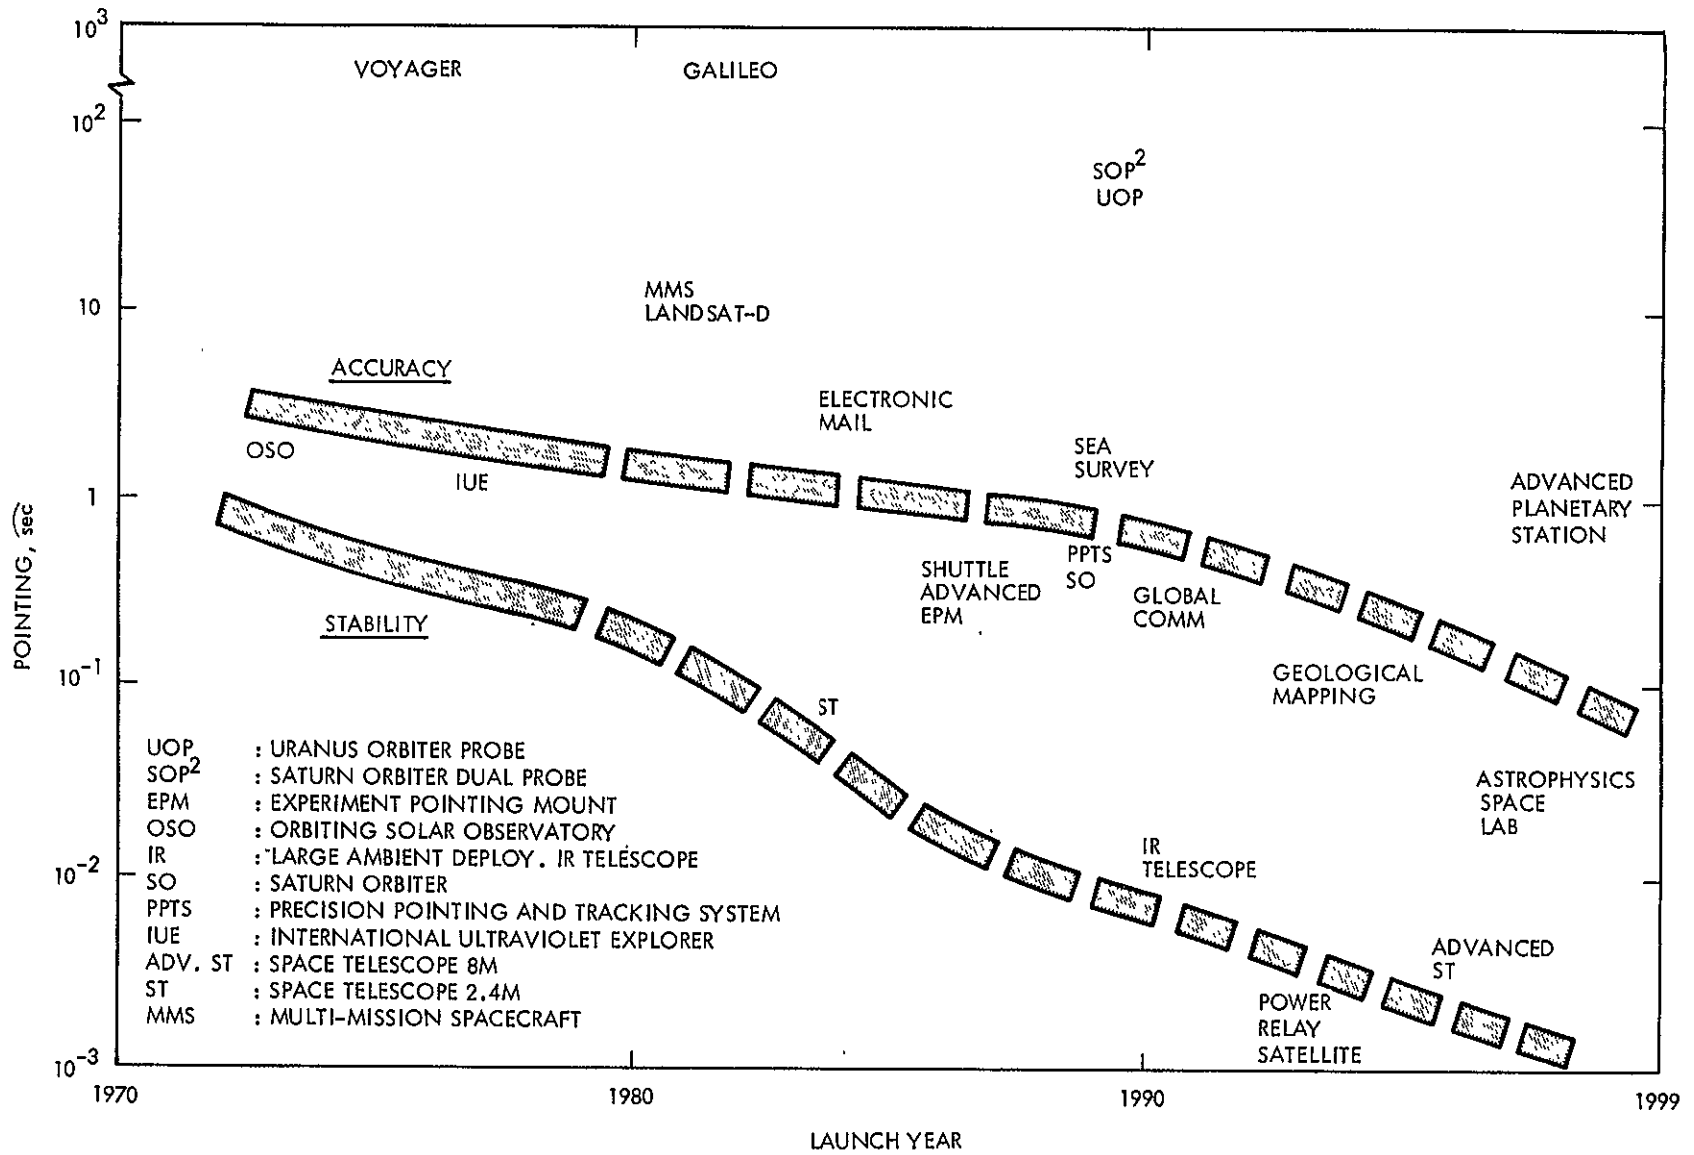 10³
VOYAGER
GALILEO
10²
SOP²
UOP
MMS
LANDSAT-D
10
ACCURACY
ELECTRONIC
MAIL
OSO
IUE
SEA
SURVEY
1
ADVANCED
PLANETARY
STATION
POINTING, sec
SHUTTLE
ADVANCED
EPM
PPTS
SO
GLOBAL
COMM
STABILITY
GEOLOGICAL
MAPPING
10⁻¹
ST
UOP : URANUS ORBITER PROBE
SOP² : SATURN ORBITER DUAL PROBE
EPM : EXPERIMENT POINTING MOUNT
OSO : ORBITING SOLAR OBSERVATORY
IR : LARGE AMBIENT DEPLOY. IR TELESCOPE
SO : SATURN ORBITER
PPTS : PRECISION POINTING AND TRACKING SYSTEM
IUE : INTERNATIONAL ULTRAVIOLET EXPLORER
ADV. ST : SPACE TELESCOPE 8M
ST : SPACE TELESCOPE 2.4M
MMS : MULTI-MISSION SPACECRAFT
ASTROPHYSICS
SPACE
LAB
10⁻²
IR
TELESCOPE
ADVANCED
ST
POWER
RELAY
SATELLITE
10⁻³
1970
1980
1990
1999
LAUNCH YEAR